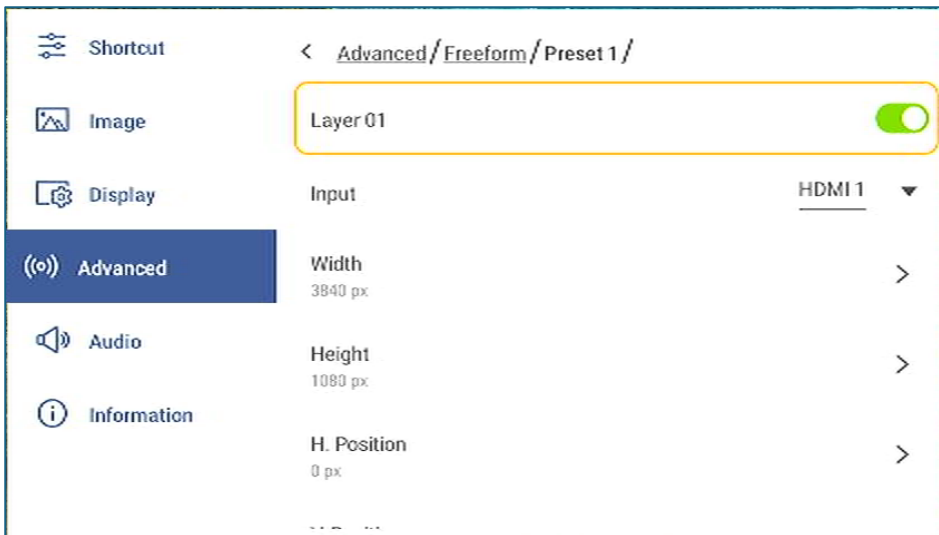 Shortcut
Image
Display
Advanced
Audio
Information
Advanced/Freeform/Preset 1/
Layer 01
Input HDMI 1
Width
3840 px
Height
1080 px
H. Position
0 px